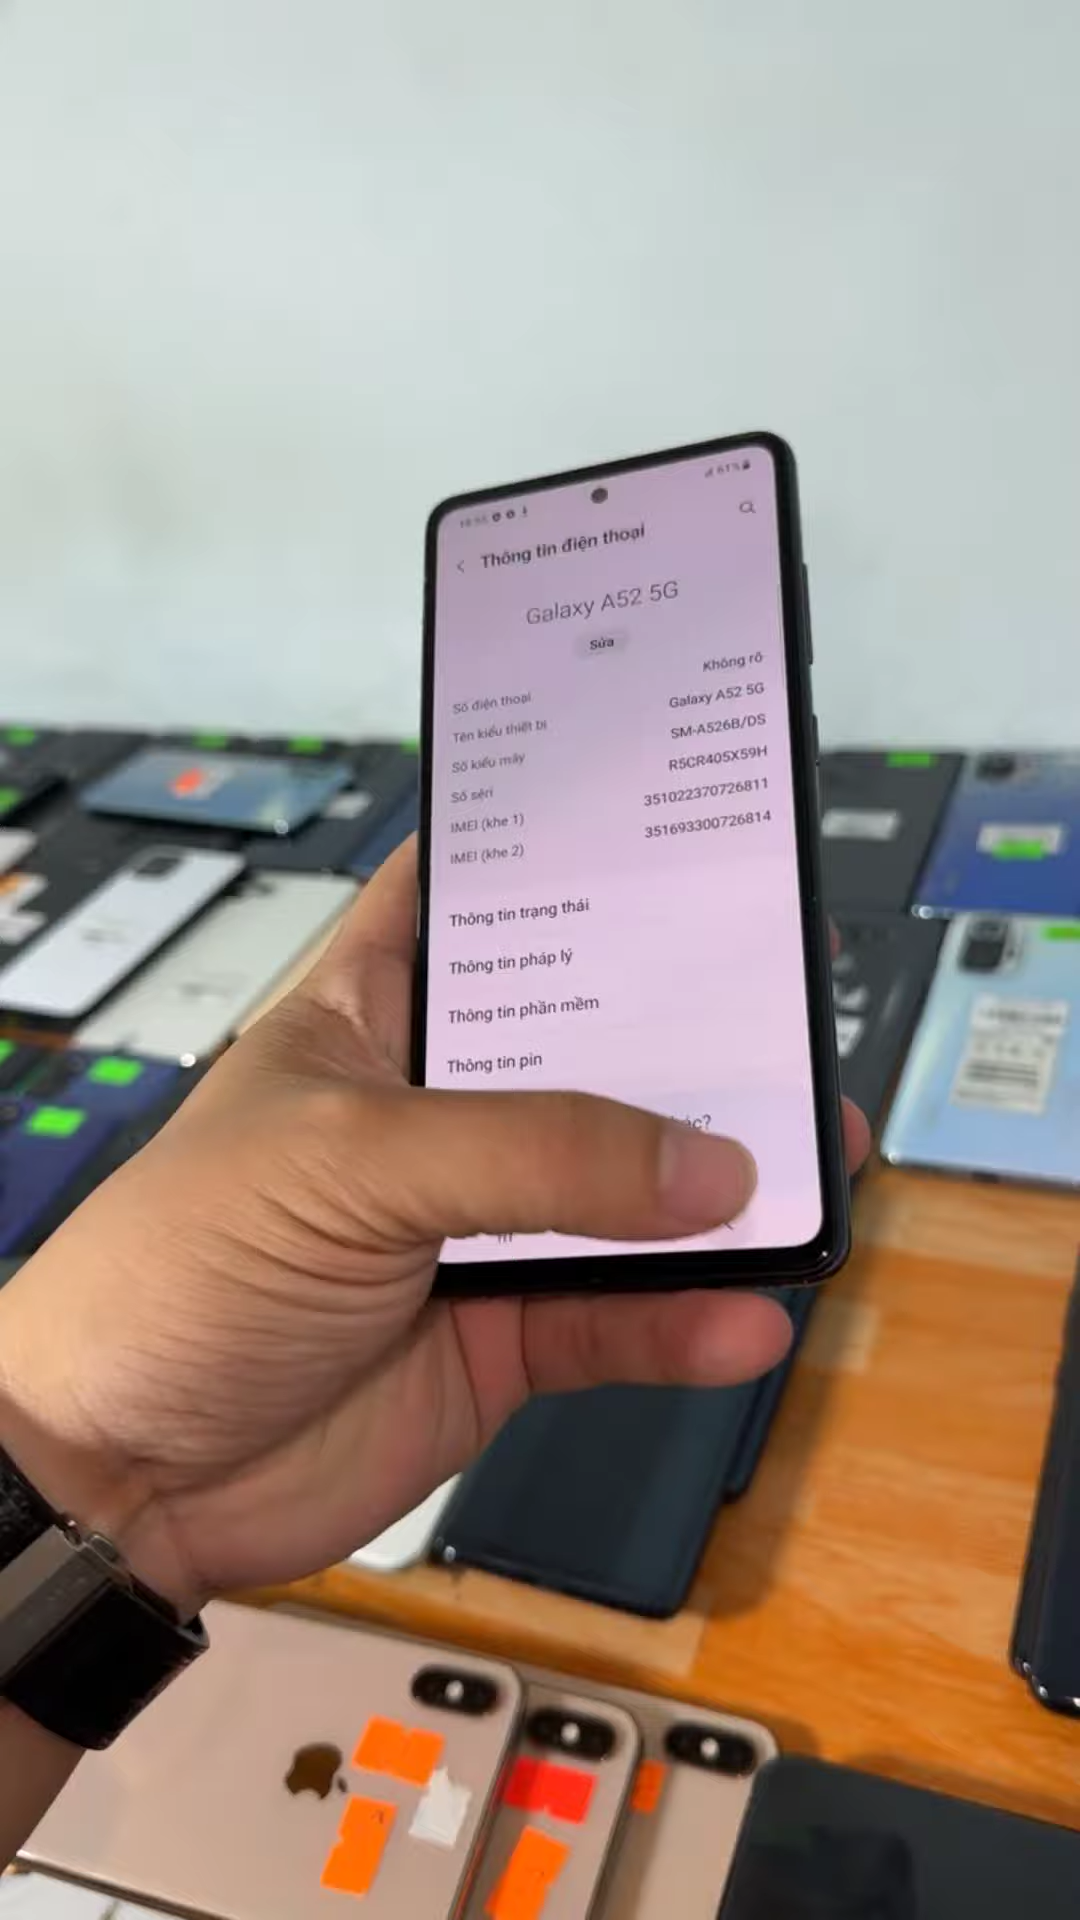 61%
Thông tin điện thoại
Galaxy A52 5G
Sửa
Số điện thoại Không rõ
Tên kiểu thiết bị Galaxy A52 5G
Số kiểu máy SM-A526B/DS
Số sêri R5CR405X59H
IMEI (khe 1) 351022370726811
IMEI (khe 2) 351693300726814
Thông tin trạng thái
Thông tin pháp lý
Thông tin phần mềm
Thông tin pin